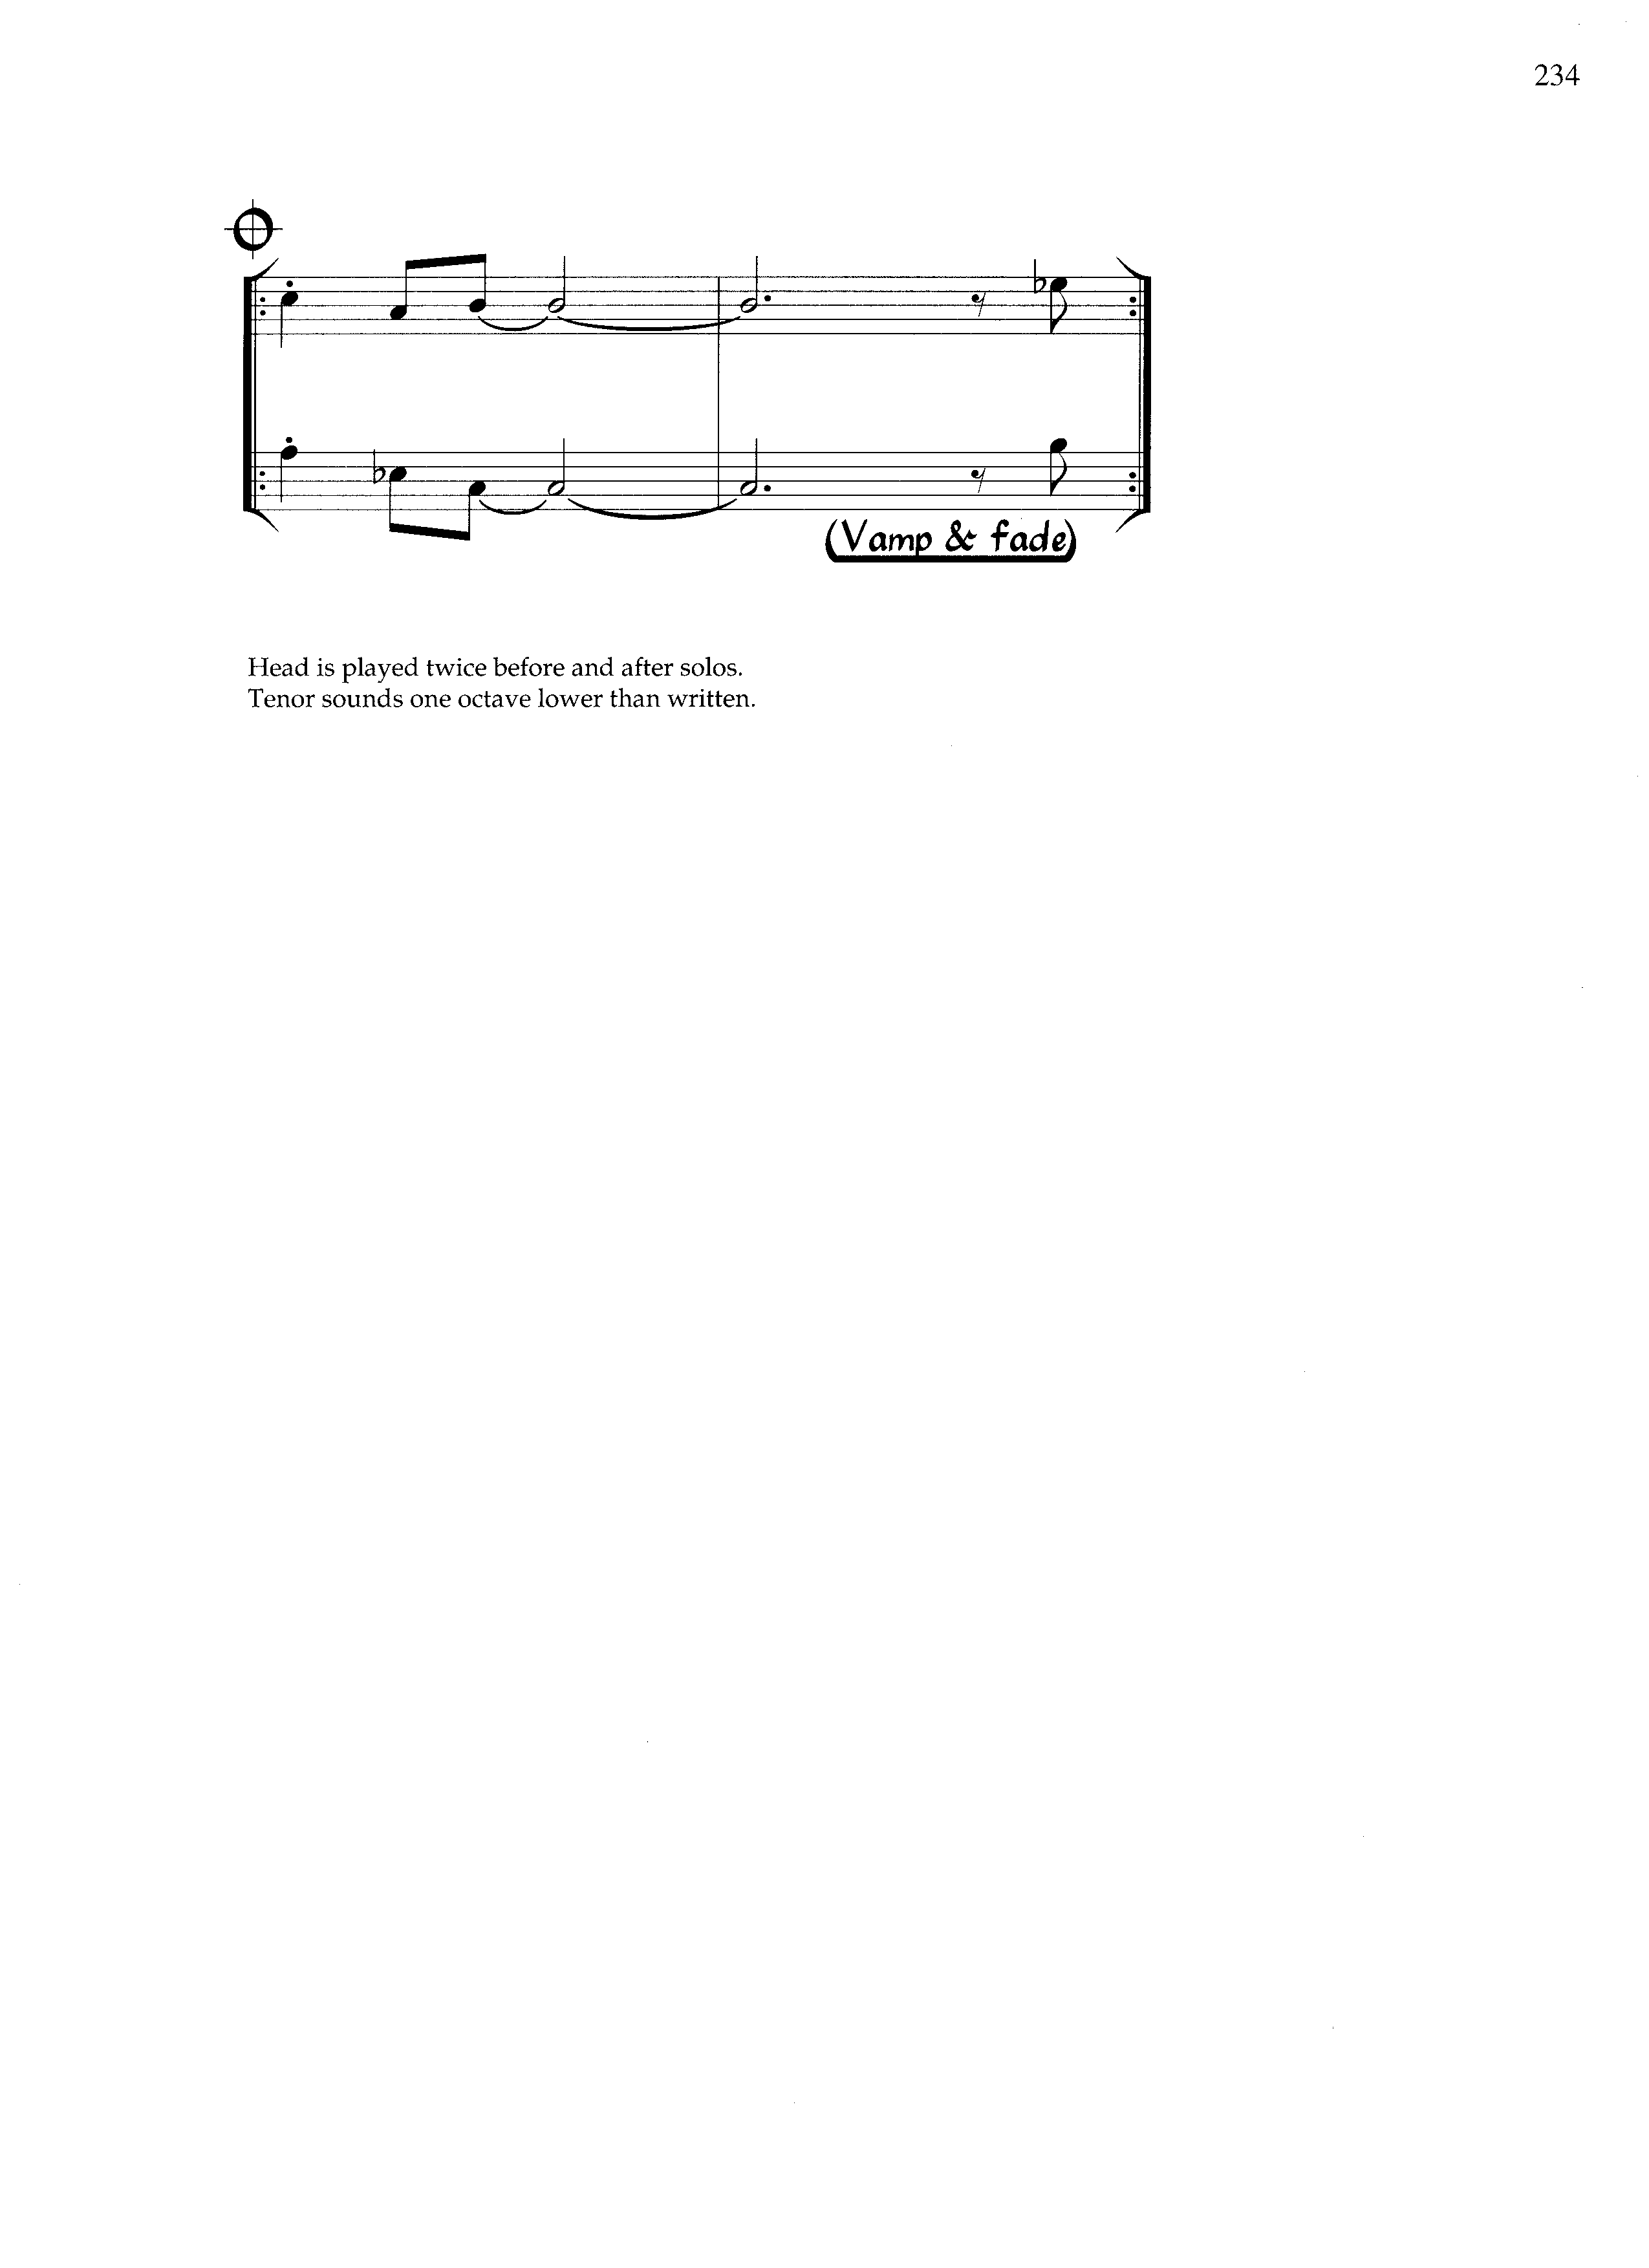 234
(Vamp & fade)
Head is played twice before and after solos.
Tenor sounds one octave lower than written.